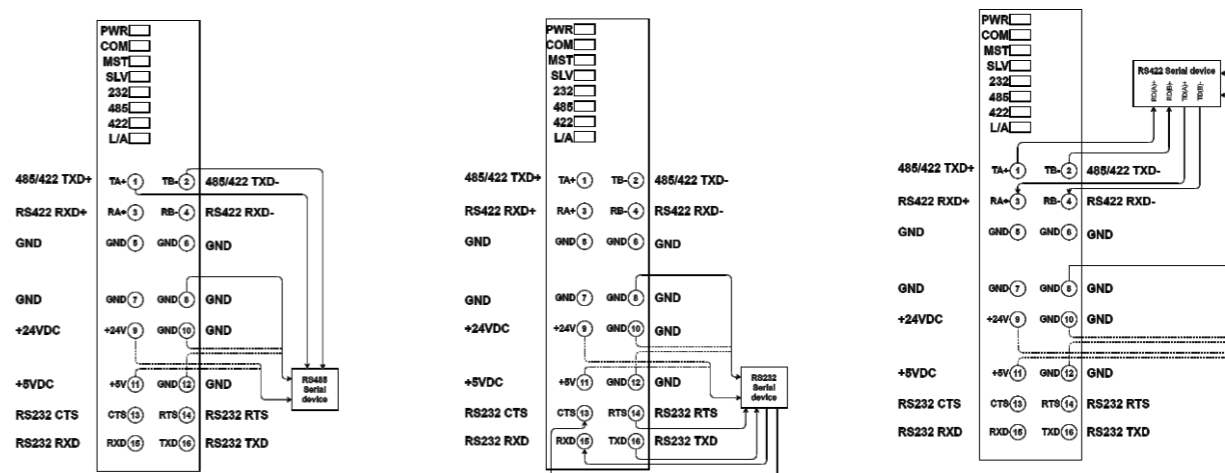 PWR
COM
MST
SLV
232
485
422
L/A
485/422 TXD+ TA+ 1 TB- 2 485/422 TXD-
RS422 RXD+ RA+ 3 RB- 4 RS422 RXD-
GND GND 5 GND 6 GND
GND GND 7 GND 8 GND
+24VDC +24V 9 GND 10 GND
+5VDC +5V 11 GND 12 GND
RS232 CTS CTS 13 RTS 14 RS232 RTS
RS232 RXD RXD 15 TXD 16 RS232 TXD
RS485
Serial
device
PWR
COM
MST
SLV
232
485
422
L/A
485/422 TXD+ TA+ 1 TB- 2 485/422 TXD-
RS422 RXD+ RA+ 3 RB- 4 RS422 RXD-
GND GND 5 GND 6 GND
GND GND 7 GND 8 GND
+24VDC +24V 9 GND 10 GND
+5VDC +5V 11 GND 12 GND
RS232 CTS CTS 13 RTS 14 RS232 RTS
RS232 RXD RXD 15 TXD 16 RS232 TXD
RS232
Serial
device
PWR
COM
MST
SLV
232
485
422
L/A
RS422 Serial device
RD(A)+
RD(B)-
TD(A)+
TD(B)-
485/422 TXD+ TA+ 1 TB- 2 485/422 TXD-
RS422 RXD+ RA+ 3 RB- 4 RS422 RXD-
GND GND 5 GND 6 GND
GND GND 7 GND 8 GND
+24VDC +24V 9 GND 10 GND
+5VDC +5V 11 GND 12 GND
RS232 CTS CTS 13 RTS 14 RS232 RTS
RS232 RXD RXD 15 TXD 16 RS232 TXD